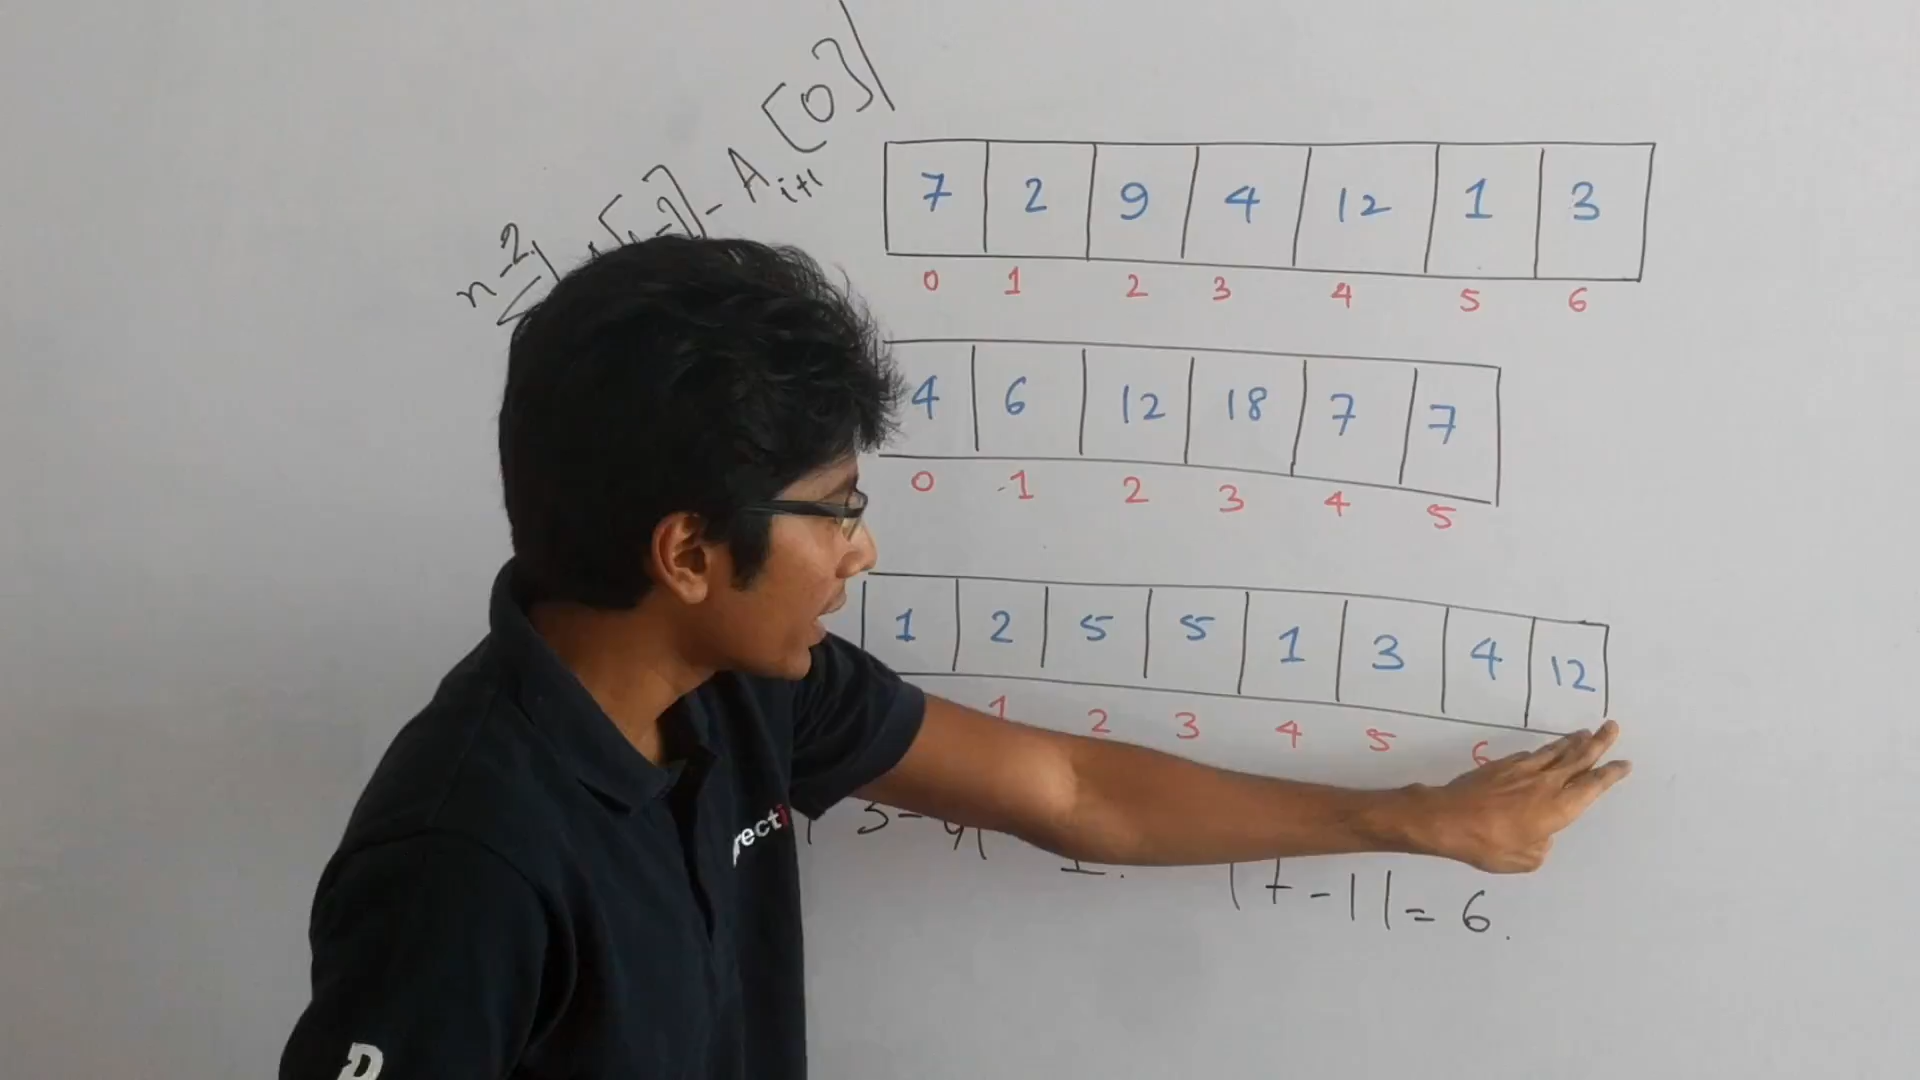 n-2
- A i+1 [0]|
7 2 9 4 12 1 3
0 1 2 3 4 5 6
4 6 12 18 7 7
0 1 2 3 4 5
1 2 5 5 1 3 4 12
1 2 3 4 5 6
recti
|7-1| = 6.